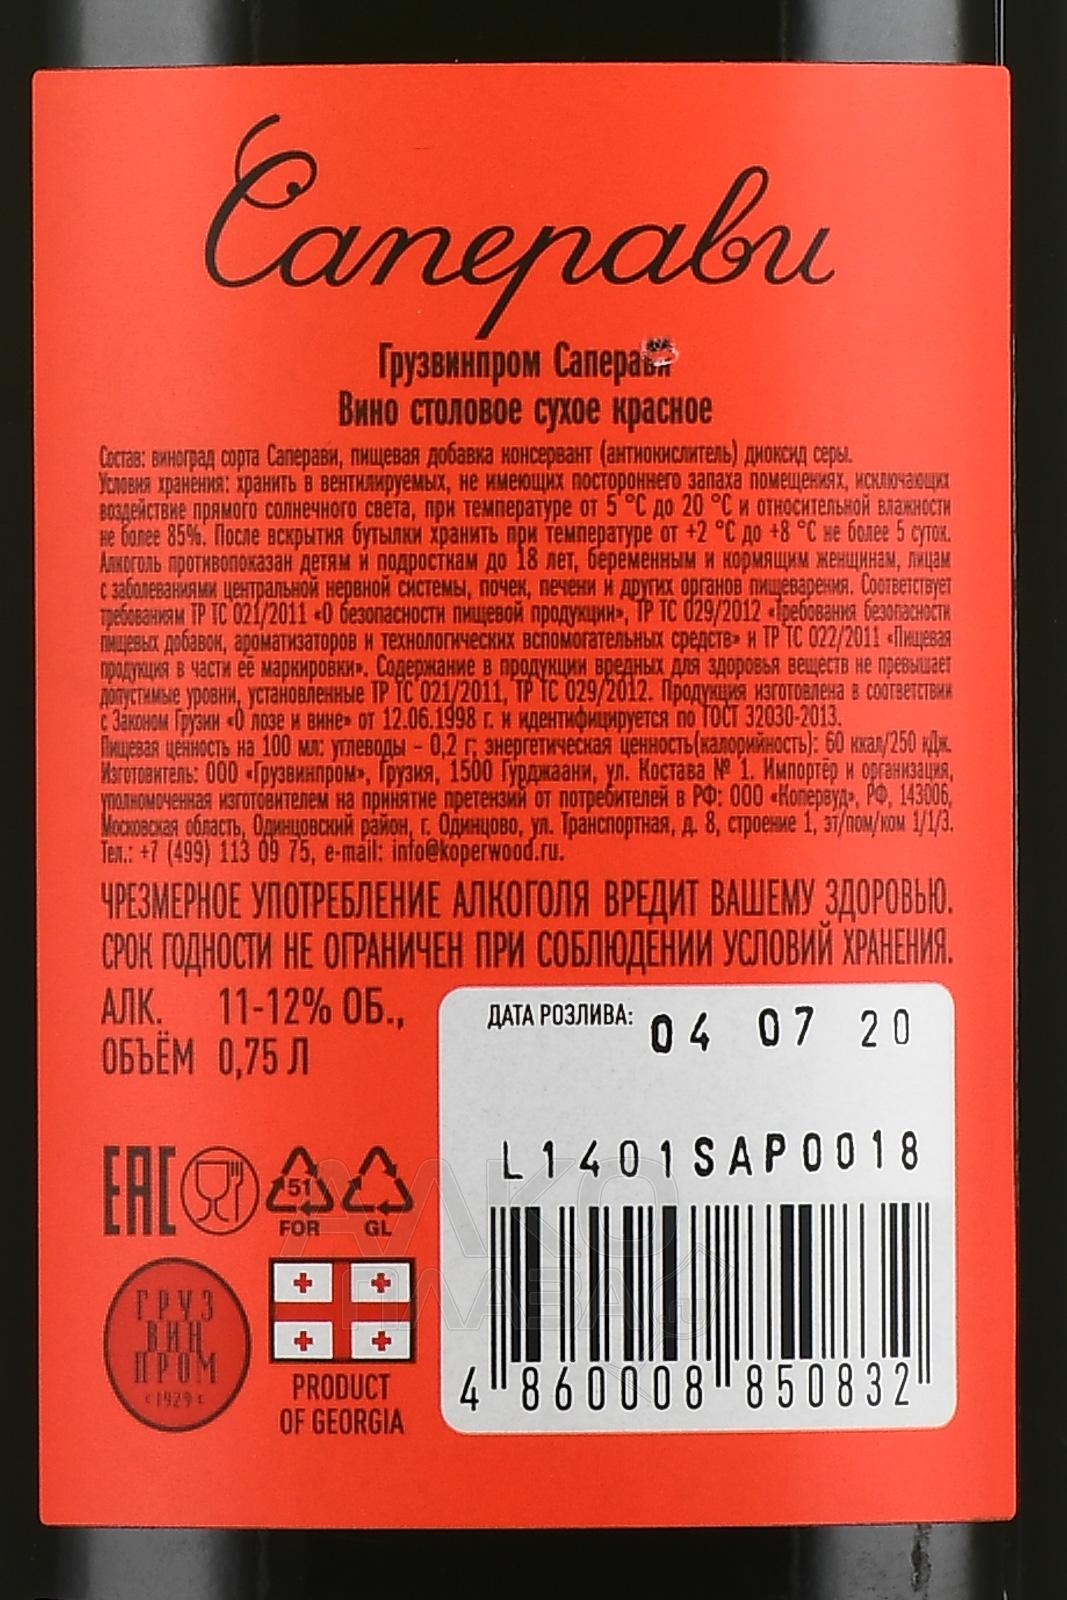 Саперави
Грузвинпром Саперави
Вино столовое сухое красное
Состав: виноград сорта Саперави, пищевая добавка консервант (антиокислитель) диоксид серы.
Условия хранения: хранить в вентилируемых, не имеющих постороннего запаха помещениях, исключающих
воздействие прямого солнечного света, при температуре от 5 °С до 20 °С и относительной влажности
не более 85%. После вскрытия бутылки хранить при температуре от +2 °С до +8 °С не более 5 суток.
Алкоголь противопоказан детям и подросткам до 18 лет, беременным и кормящим женщинам, лицам
с заболеваниями центральной нервной системы, почек, печени и других органов пищеварения. Соответствует
требованиям ТР ТС 021/2011 «О безопасности пищевой продукции», ТР ТС 029/2012 «Требования безопасности
пищевых добавок, ароматизаторов и технологических вспомогательных средств» и ТР ТС 022/2011 «Пищевая
продукция в части её маркировки». Содержание в продукции вредных для здоровья веществ не превышает
допустимые уровни, установленные ТР ТС 021/2011, ТР ТС 029/2012. Продукция изготовлена в соответствии
с Законом Грузии «О лозе и вине» от 12.06.1998 г. и идентифицируется по ГОСТ 32030-2013.
Пищевая ценность на 100 мл: углеводы – 0,2 г; энергетическая ценность(калорийность): 60 ккал/250 кДж.
Изготовитель: ООО «Грузвинпром», Грузия, 1500 Гурджаани, ул. Костава № 1. Импортёр и организация,
уполномоченная изготовителем на принятие претензий от потребителей в РФ: ООО «Копервуд», РФ, 143006,
Московская область, Одинцовский район, г. Одинцово, ул. Транспортная, д. 8, строение 1, эт/пом/ком 1/1/3.
Тел.: +7 (499) 113 09 75, e-mail: info@koperwood.ru.
ЧРЕЗМЕРНОЕ УПОТРЕБЛЕНИЕ АЛКОГОЛЯ ВРЕДИТ ВАШЕМУ ЗДОРОВЬЮ.
СРОК ГОДНОСТИ НЕ ОГРАНИЧЕН ПРИ СОБЛЮДЕНИИ УСЛОВИЙ ХРАНЕНИЯ.
АЛК. 11-12% ОБ.,
ОБЪЁМ 0,75 Л
ДАТА РОЗЛИВА: 04 07 20
L1401SAP0018
EAC
51
FOR
GL
ГРУЗ
ВИН
ПРОМ
1929
PRODUCT
OF GEORGIA
4 860008 850832
АЛКО
ПЛАЗА